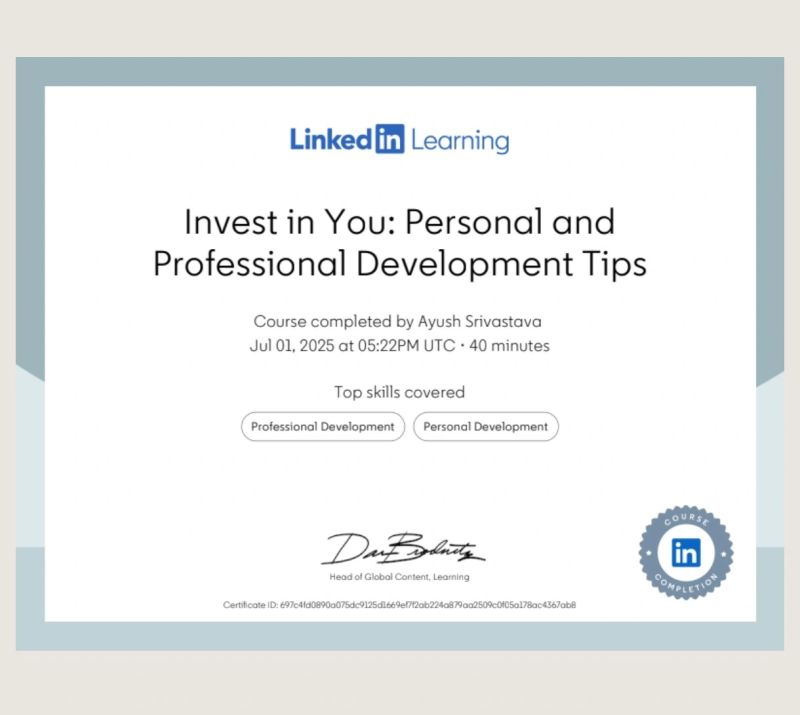 Linked in Learning
Invest in You: Personal and
Professional Development Tips
Course completed by Ayush Srivastava
Jul 01, 2025 at 05:22PM UTC • 40 minutes
Top skills covered
Professional Development Personal Development
Head of Global Content, Learning
COURSE
in
COMPLETION
Certificate ID: 697c4fd0890a075dc9125d1669ef7f2ab224a879aa2509c0f05a178ac4367ab8